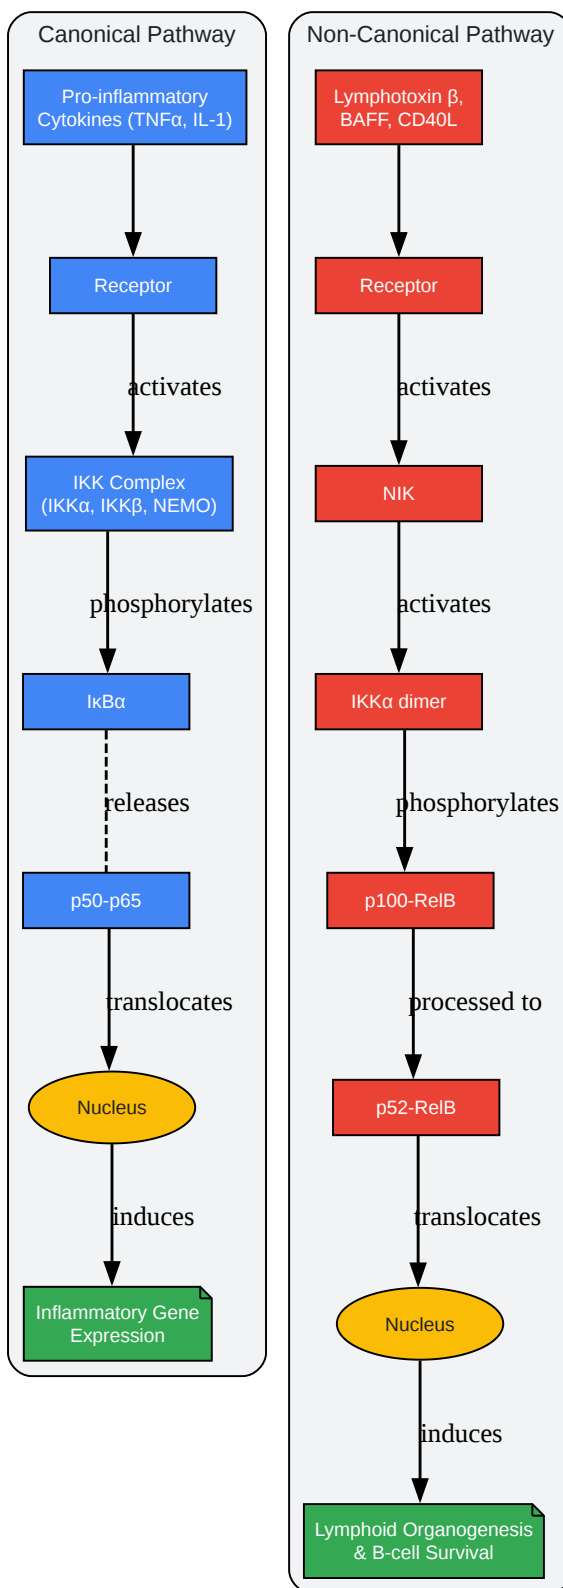 Canonical Pathway
Pro-inflammatory
Cytokines (TNFα, IL-1)
Receptor
activates
IKK Complex
(IKKα, IKKβ, NEMO)
phosphorylates
IκBα
releases
p50-p65
translocates
Nucleus
induces
Inflammatory Gene
Expression
Non-Canonical Pathway
Lymphotoxin β,
BAFF, CD40L
Receptor
activates
NIK
activates
IKKα dimer
phosphorylates
p100-RelB
processed to
p52-RelB
translocates
Nucleus
induces
Lymphoid Organogenesis
& B-cell Survival